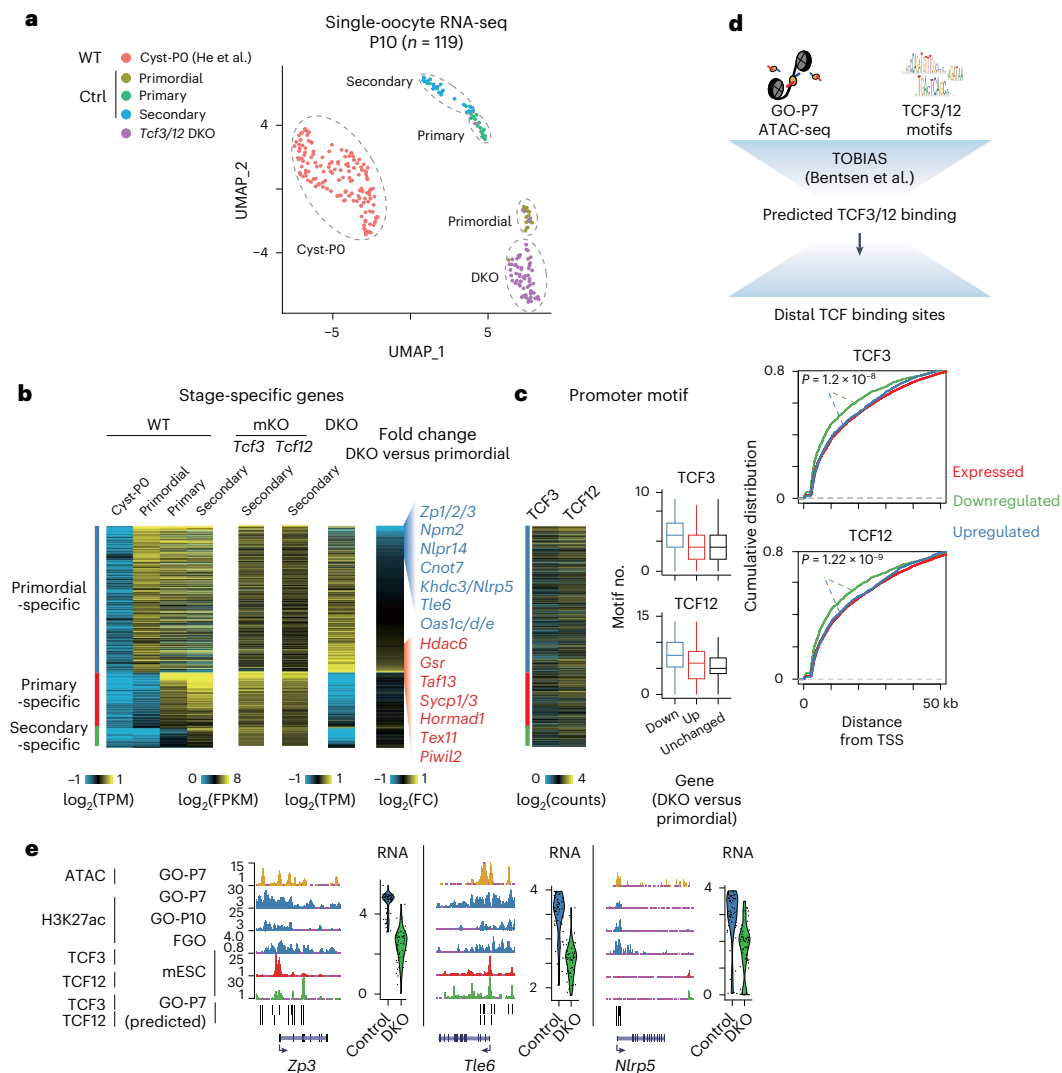 a
Single-oocyte RNA-seq
P10 (n = 119)
WT
Cyst-P0 (He et al.)
Ctrl
Primordial
Primary
Secondary
Tcf3/12 DKO
Secondary
Primary
Primordial
DKO
Cyst-P0
4
−4
UMAP_2
−5
5
UMAP_1
b
Stage-specific genes
WT
mKO
DKO
Tcf3 Tcf12
Fold change
DKO versus primordial
Cyst-P0
Primordial
Primary
Secondary
Secondary
Secondary
Secondary
Primordial
-specific
Primary
-specific
Secondary
-specific
Zp1/2/3
Npm2
Nlpr14
Cnot7
Khdc3/Nlrp5
Tle6
Oas1c/d/e
Hdac6
Gsr
Taf13
Sycp1/3
Hormad1
Tex11
Piwil2
−1 1
log2(TPM)
0 8
log2(FPKM)
−1 1
log2(TPM)
−1 1
log2(FC)
c
Promoter motif
TCF3
TCF12
0 4
log2(counts)
Motif no.
TCF3
10
0
TCF12
15
0
Down
Up
Unchanged
Gene
(DKO versus
primordial)
d
GO-P7
ATAC-seq
TCF3/12
motifs
TOBIAS
(Bentsen et al.)
Predicted TCF3/12 binding
Distal TCF binding sites
TCF3
0.8
P = 1.2 × 10−8
0
Cumulative distribution
Expressed
Downregulated
Upregulated
TCF12
0.8
P = 1.22 × 10−9
0
0
50 kb
Distance
from TSS
e
ATAC
GO-P7
H3K27ac
GO-P7
GO-P10
FGO
TCF3
TCF12
mESC
TCF3
TCF12
GO-P7
(predicted)
15
1
30
3
25
3
4.0
0.8
25
1
30
1
RNA
4
0
Control
DKO
Zp3
RNA
4
2
Control
DKO
Tle6
RNA
4
0
Control
DKO
Nlrp5